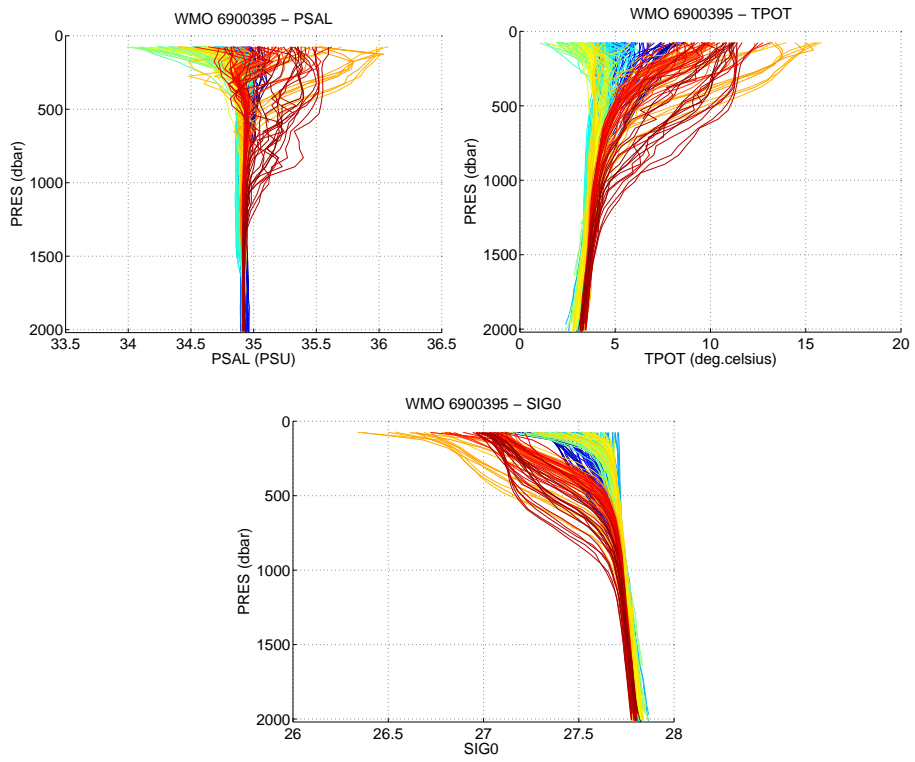 WMO 6900395 − PSAL
0
500
1000
1500
2000
PRES (dbar)
33.5 34 34.5 35 35.5 36 36.5
PSAL (PSU)
WMO 6900395 − TPOT
0
500
1000
1500
2000
PRES (dbar)
0 5 10 15 20
TPOT (deg.celsius)
WMO 6900395 − SIG0
0
500
1000
1500
2000
PRES (dbar)
26 26.5 27 27.5 28
SIG0